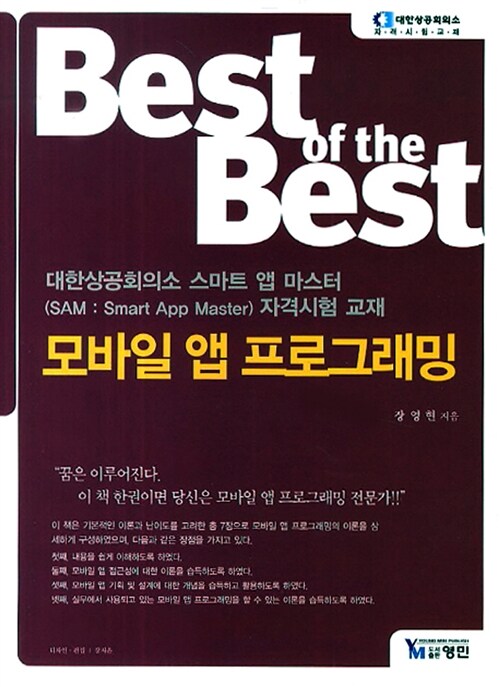 대한상공회의소
자·격·시·험·교·재
Best
of the
Best
대한상공회의소 스마트 앱 마스터
(SAM : Smart App Master) 자격시험 교재
모바일 앱 프로그래밍
장영현 지음
“꿈은 이루어진다.
이 책 한권이면 당신은 모바일 앱 프로그래밍 전문가!!”
이 책은 기본적인 이론과 난이도를 고려한 총 7장으로 모바일 앱 프로그래밍의 이론을 상
세하게 구성하였으며, 다음과 같은 장점을 가지고 있다.
첫째, 내용을 쉽게 이해하도록 하였다.
둘째, 모바일 앱 접근성에 대한 이론을 습득하도록 하였다.
셋째, 모바일 앱 기획 및 설계에 대한 개념을 습득하고 활용하도록 하였다.
넷째, 실무에서 사용되고 있는 모바일 앱 프로그래밍을 할 수 있는 이론을 습득하도록 하였다.
디자인·편집 / 장지은
YOUNG MIN PUBLISH
YM 도서출판 영민